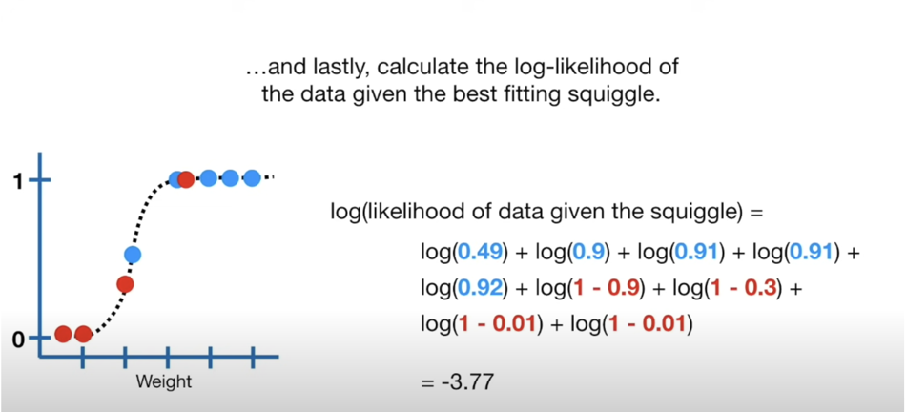 …and lastly, calculate the log-likelihood of
the data given the best fitting squiggle.
1
0
Weight
log(likelihood of data given the squiggle) =
log(0.49) + log(0.9) + log(0.91) + log(0.91) +
log(0.92) + log(1 - 0.9) + log(1 - 0.3) +
log(1 - 0.01) + log(1 - 0.01)
= -3.77